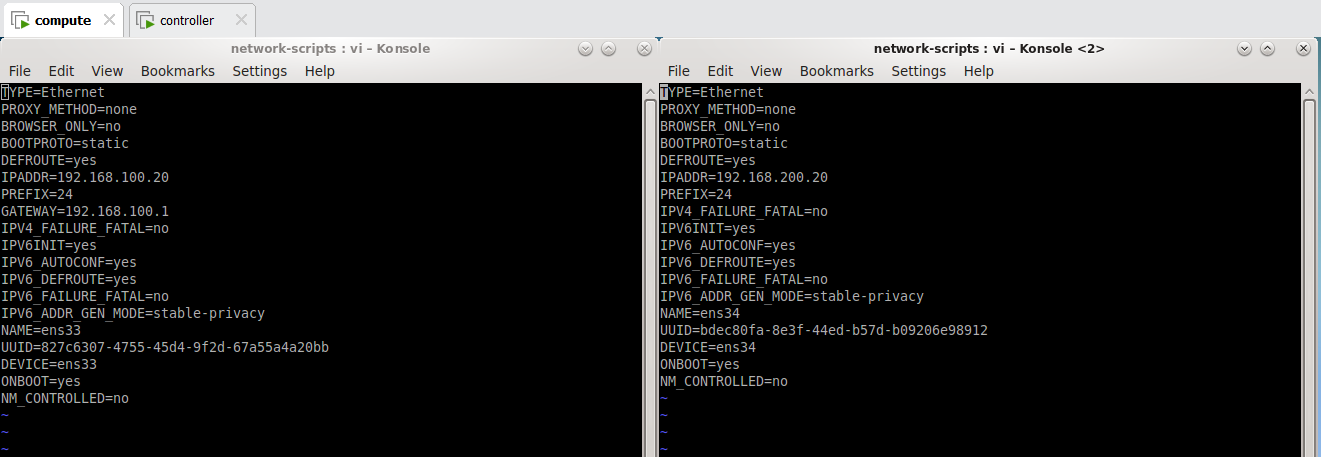 compute
controller
network-scripts : vi – Konsole
File Edit View Bookmarks Settings Help
TYPE=Ethernet
PROXY_METHOD=none
BROWSER_ONLY=no
BOOTPROTO=static
DEFROUTE=yes
IPADDR=192.168.100.20
PREFIX=24
GATEWAY=192.168.100.1
IPV4_FAILURE_FATAL=no
IPV6INIT=yes
IPV6_AUTOCONF=yes
IPV6_DEFROUTE=yes
IPV6_FAILURE_FATAL=no
IPV6_ADDR_GEN_MODE=stable-privacy
NAME=ens33
UUID=827c6307-4755-45d4-9f2d-67a55a4a20bb
DEVICE=ens33
ONBOOT=yes
NM_CONTROLLED=no
~
~
~
network-scripts : vi – Konsole <2>
File Edit View Bookmarks Settings Help
TYPE=Ethernet
PROXY_METHOD=none
BROWSER_ONLY=no
BOOTPROTO=static
DEFROUTE=yes
IPADDR=192.168.200.20
PREFIX=24
IPV4_FAILURE_FATAL=no
IPV6INIT=yes
IPV6_AUTOCONF=yes
IPV6_DEFROUTE=yes
IPV6_FAILURE_FATAL=no
IPV6_ADDR_GEN_MODE=stable-privacy
NAME=ens34
UUID=bdec80fa-8e3f-44ed-b57d-b09206e98912
DEVICE=ens34
ONBOOT=yes
NM_CONTROLLED=no
~
~
~
~